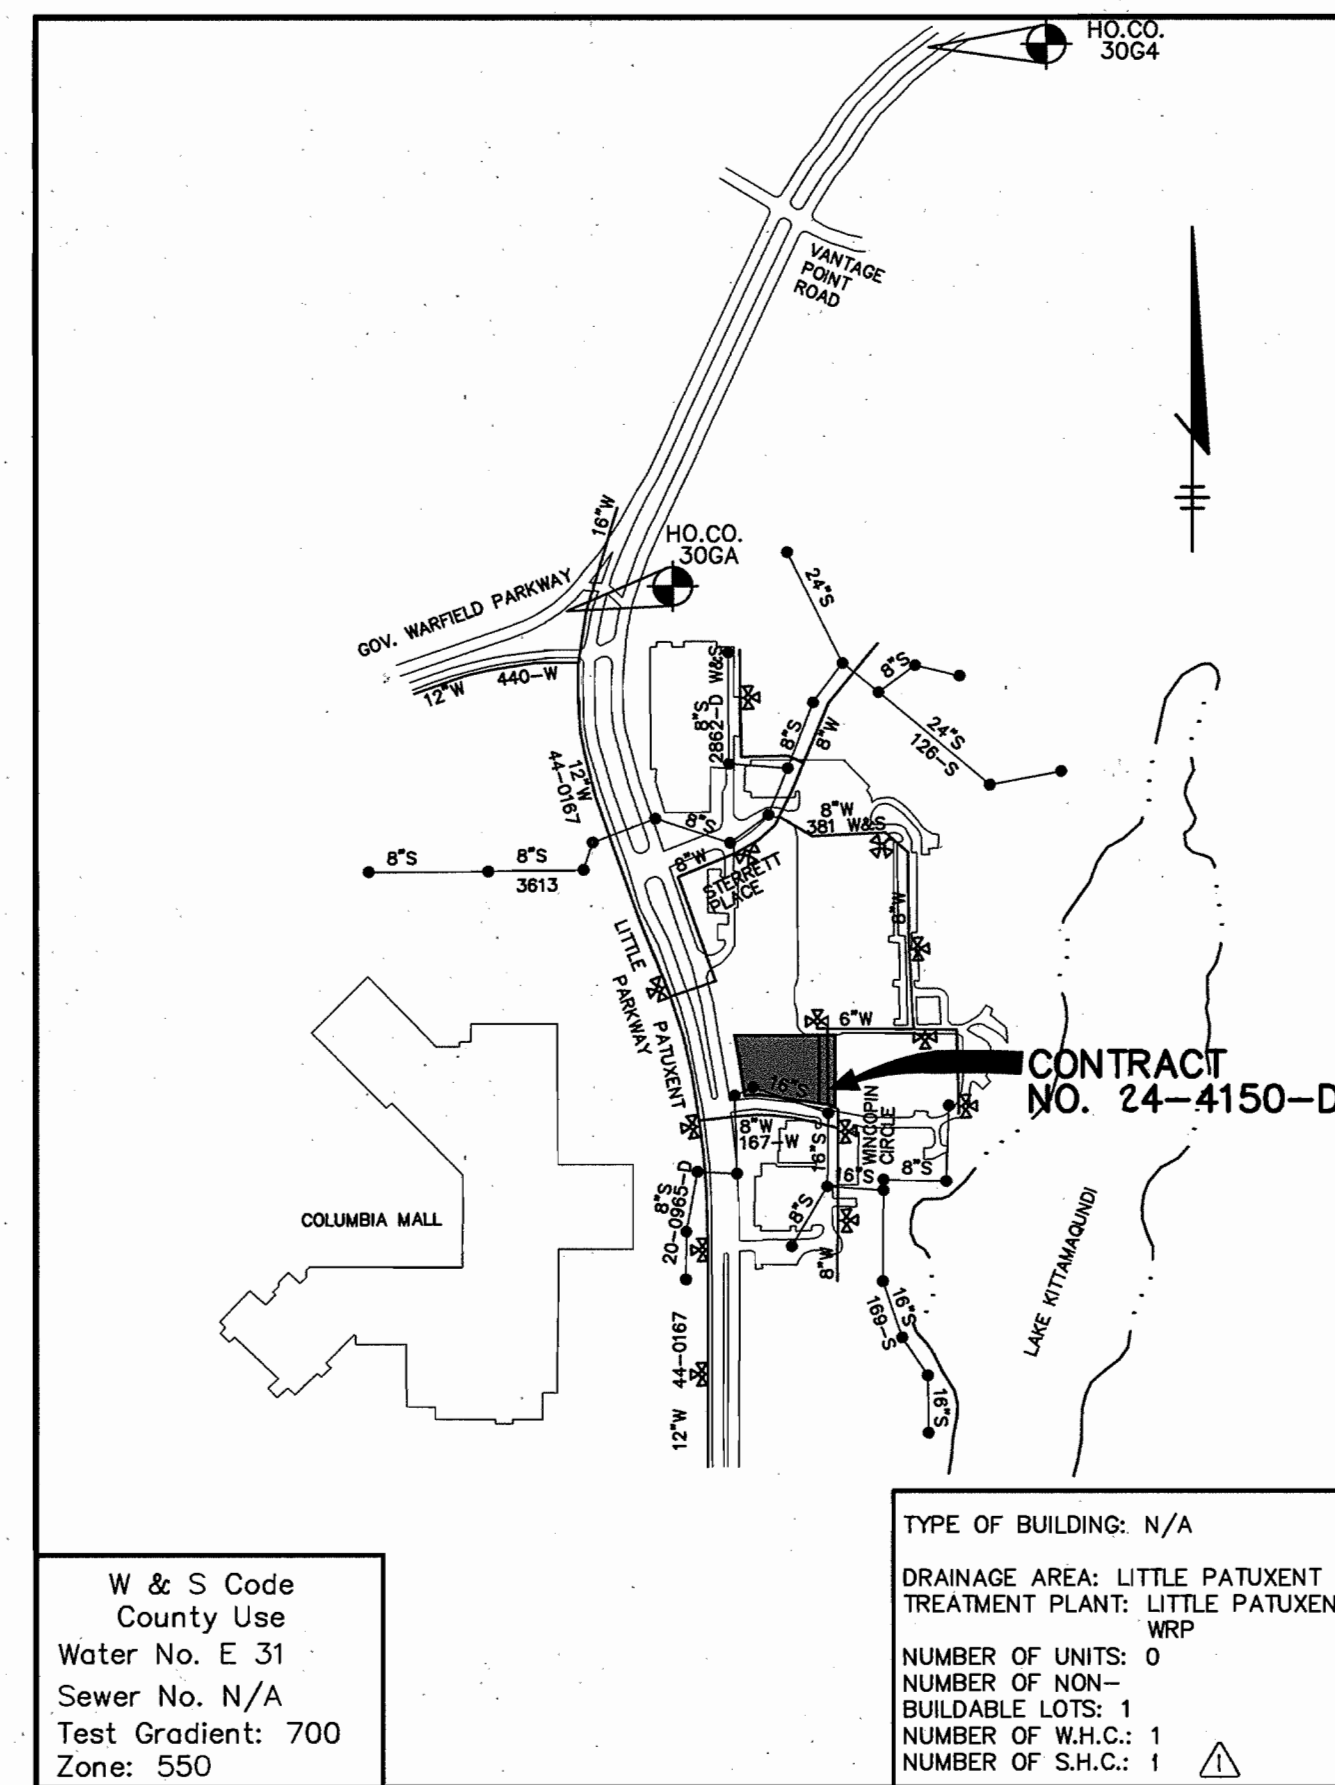 HO.CO.
30G4
VANTAGE
POINT
ROAD
16"W
HO.CO.
30GA
GOV. WARFIELD PARKWAY
12"W
440-W
24"S
8"S
24"S
126-S
8"S
2862-D W&S
8"S
8"W
12"W
44-0167
8"S
8"W
381 W&S
8"S
8"S
3613
8"W
STERRETT
PLACE
8"W
LITTLE PATUXENT
PARKWAY
6"W
CONTRACT
NO. 24-4150-D
16"S
8"W
167-W
16"S
WINCOPIN
CIRCLE
16"S
8"S
8"S
20-0965-D
8"S
8"W
COLUMBIA MALL
LAKE KITTAMAQUNDI
16"S
169-S
16"S
12"W 44-0167
TYPE OF BUILDING: N/A
DRAINAGE AREA: LITTLE PATUXENT
TREATMENT PLANT: LITTLE PATUXEN
WRP
NUMBER OF UNITS: 0
NUMBER OF NON-
BUILDABLE LOTS: 1
NUMBER OF W.H.C.: 1
NUMBER OF S.H.C.: 1
1
W & S Code
County Use
Water No. E 31
Sewer No. N/A
Test Gradient: 700
Zone: 550